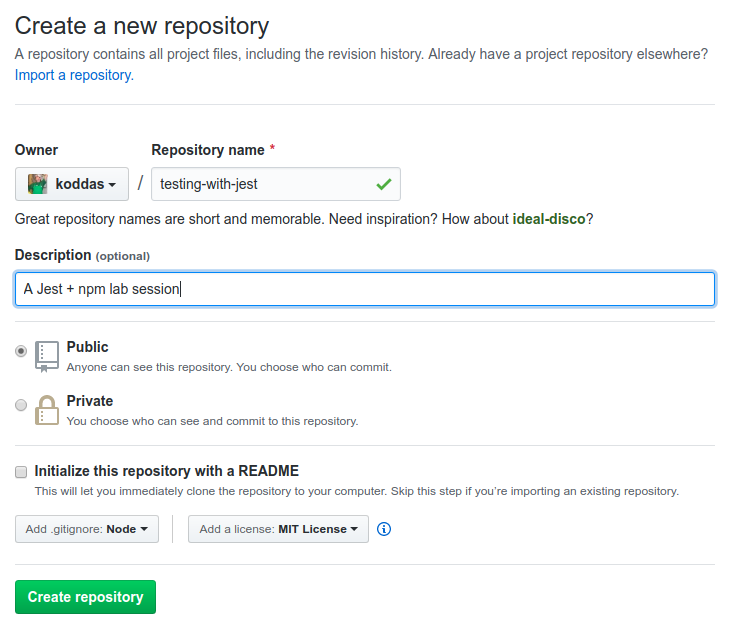 Create a new repository
A repository contains all project files, including the revision history. Already have a project repository elsewhere?
Import a repository.
Owner
Repository name *
koddas / testing-with-jest
Great repository names are short and memorable. Need inspiration? How about ideal-disco?
Description (optional)
A Jest + npm lab session
Public
Anyone can see this repository. You choose who can commit.
Private
You choose who can see and commit to this repository.
Initialize this repository with a README
This will let you immediately clone the repository to your computer. Skip this step if you’re importing an existing repository.
Add .gitignore: Node
Add a license: MIT License
Create repository